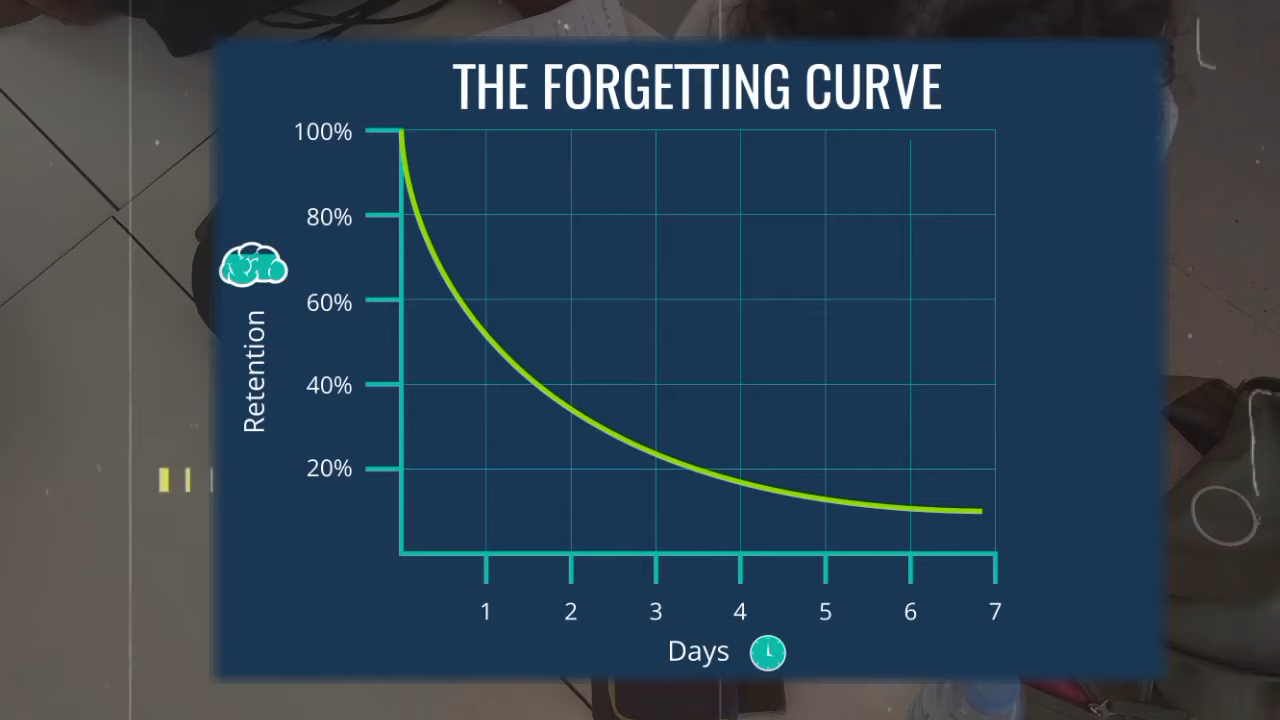 THE FORGETTING CURVE
100%
80%
60%
40%
20%
Retention
1 2 3 4 5 6 7
Days